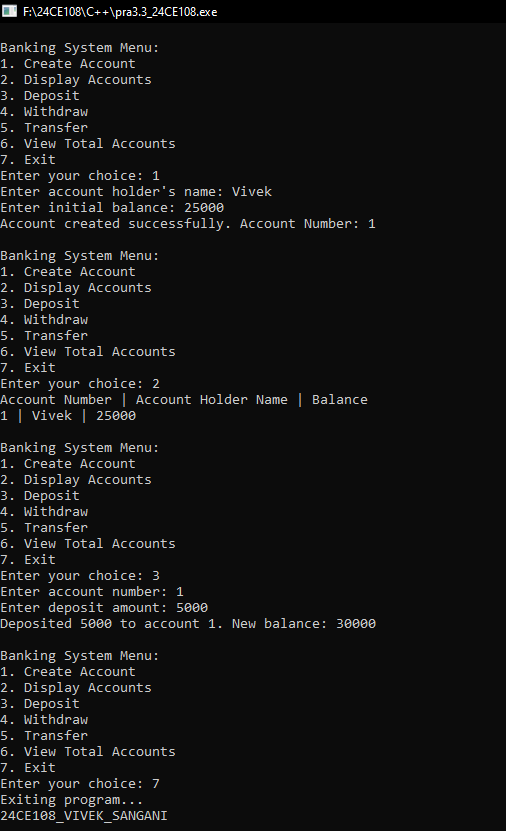 F:\24CE108\C++\pra3.3_24CE108.exe
Banking System Menu:
1. Create Account
2. Display Accounts
3. Deposit
4. Withdraw
5. Transfer
6. View Total Accounts
7. Exit
Enter your choice: 1
Enter account holder's name: Vivek
Enter initial balance: 25000
Account created successfully. Account Number: 1
Banking System Menu:
1. Create Account
2. Display Accounts
3. Deposit
4. Withdraw
5. Transfer
6. View Total Accounts
7. Exit
Enter your choice: 2
Account Number | Account Holder Name | Balance
1 | Vivek | 25000
Banking System Menu:
1. Create Account
2. Display Accounts
3. Deposit
4. Withdraw
5. Transfer
6. View Total Accounts
7. Exit
Enter your choice: 3
Enter account number: 1
Enter deposit amount: 5000
Deposited 5000 to account 1. New balance: 30000
Banking System Menu:
1. Create Account
2. Display Accounts
3. Deposit
4. Withdraw
5. Transfer
6. View Total Accounts
7. Exit
Enter your choice: 7
Exiting program...
24CE108_VIVEK_SANGANI